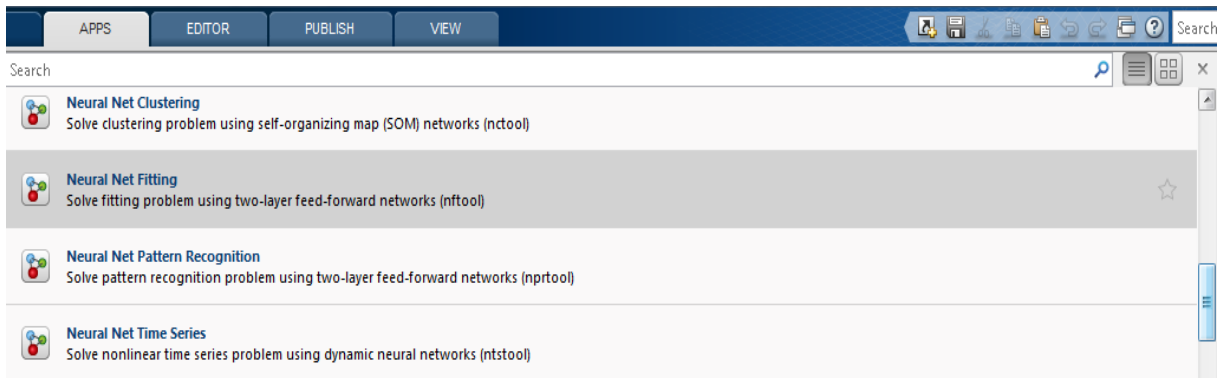 APPS EDITOR PUBLISH VIEW Search
Search
Neural Net Clustering
Solve clustering problem using self-organizing map (SOM) networks (nctool)
Neural Net Fitting
Solve fitting problem using two-layer feed-forward networks (nftool)
Neural Net Pattern Recognition
Solve pattern recognition problem using two-layer feed-forward networks (nprtool)
Neural Net Time Series
Solve nonlinear time series problem using dynamic neural networks (ntstool)